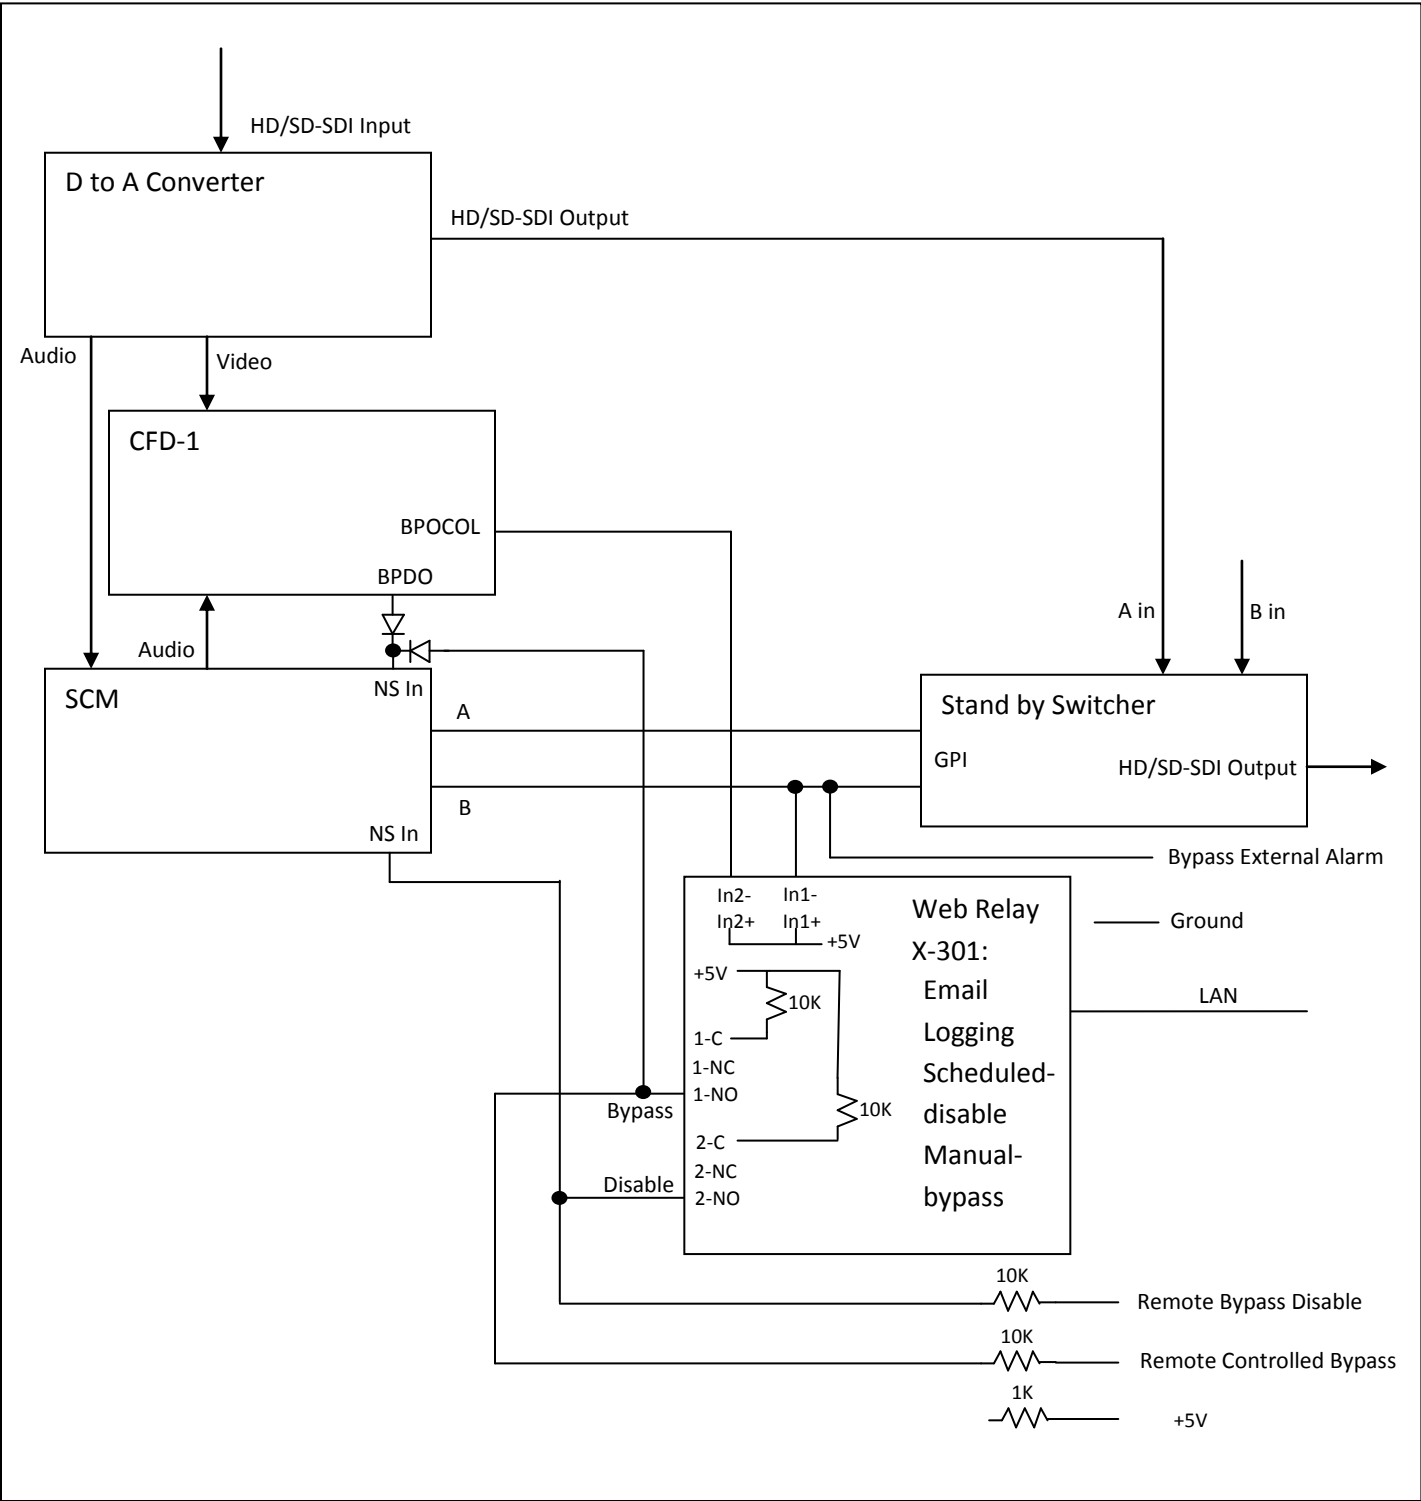 HD/SD-SDI Input
D to A Converter
HD/SD-SDI Output
Audio
Video
CFD-1
BPOCOL
BPDO
Audio
A in
B in
NS In
SCM
A
Stand by Switcher
GPI
HD/SD-SDI Output
B
NS In
Bypass External Alarm
In2-
In1-
In2+
In1+
+5V
Web Relay
X-301:
Email
Logging
Scheduled-
disable
Manual-
bypass
Ground
LAN
+5V
10K
1-C
1-NC
1-NO
Bypass
10K
2-C
2-NC
Disable
2-NO
10K
Remote Bypass Disable
10K
Remote Controlled Bypass
1K
+5V